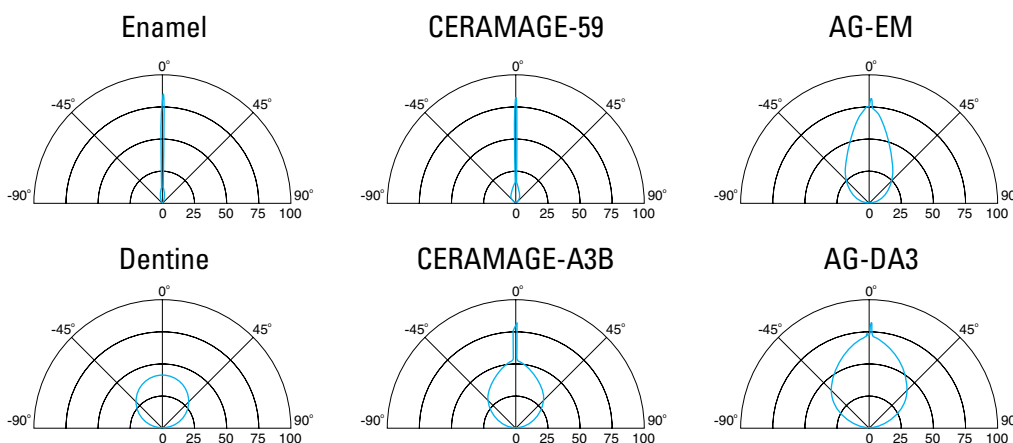 Enamel CERAMAGE-59 AG-EM
0° 0° 0°
-45° 45° -45° 45° -45° 45°
-90° 90° -90° 90° -90° 90°
0 25 50 75 100 0 25 50 75 100 0 25 50 75 100
Dentine CERAMAGE-A3B AG-DA3
0° 0° 0°
-45° 45° -45° 45° -45° 45°
-90° 90° -90° 90° -90° 90°
0 25 50 75 100 0 25 50 75 100 0 25 50 75 100